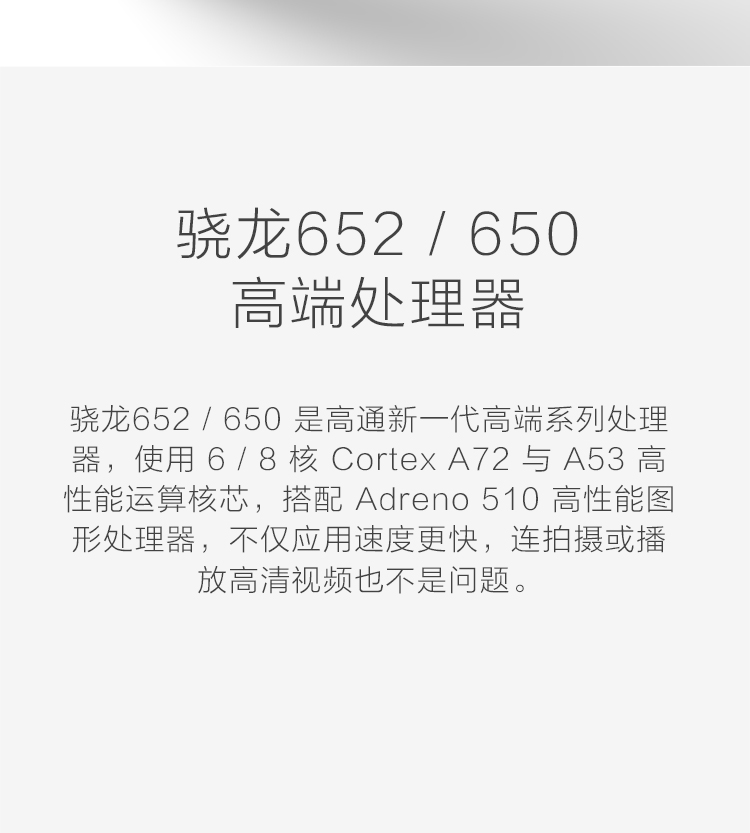 骁龙652 / 650
高端处理器
骁龙652 / 650 是高通新一代高端系列处理
器，使用 6 / 8 核 Cortex A72 与 A53 高
性能运算核芯，搭配 Adreno 510 高性能图
形处理器，不仅应用速度更快，连拍摄或播
放高清视频也不是问题。